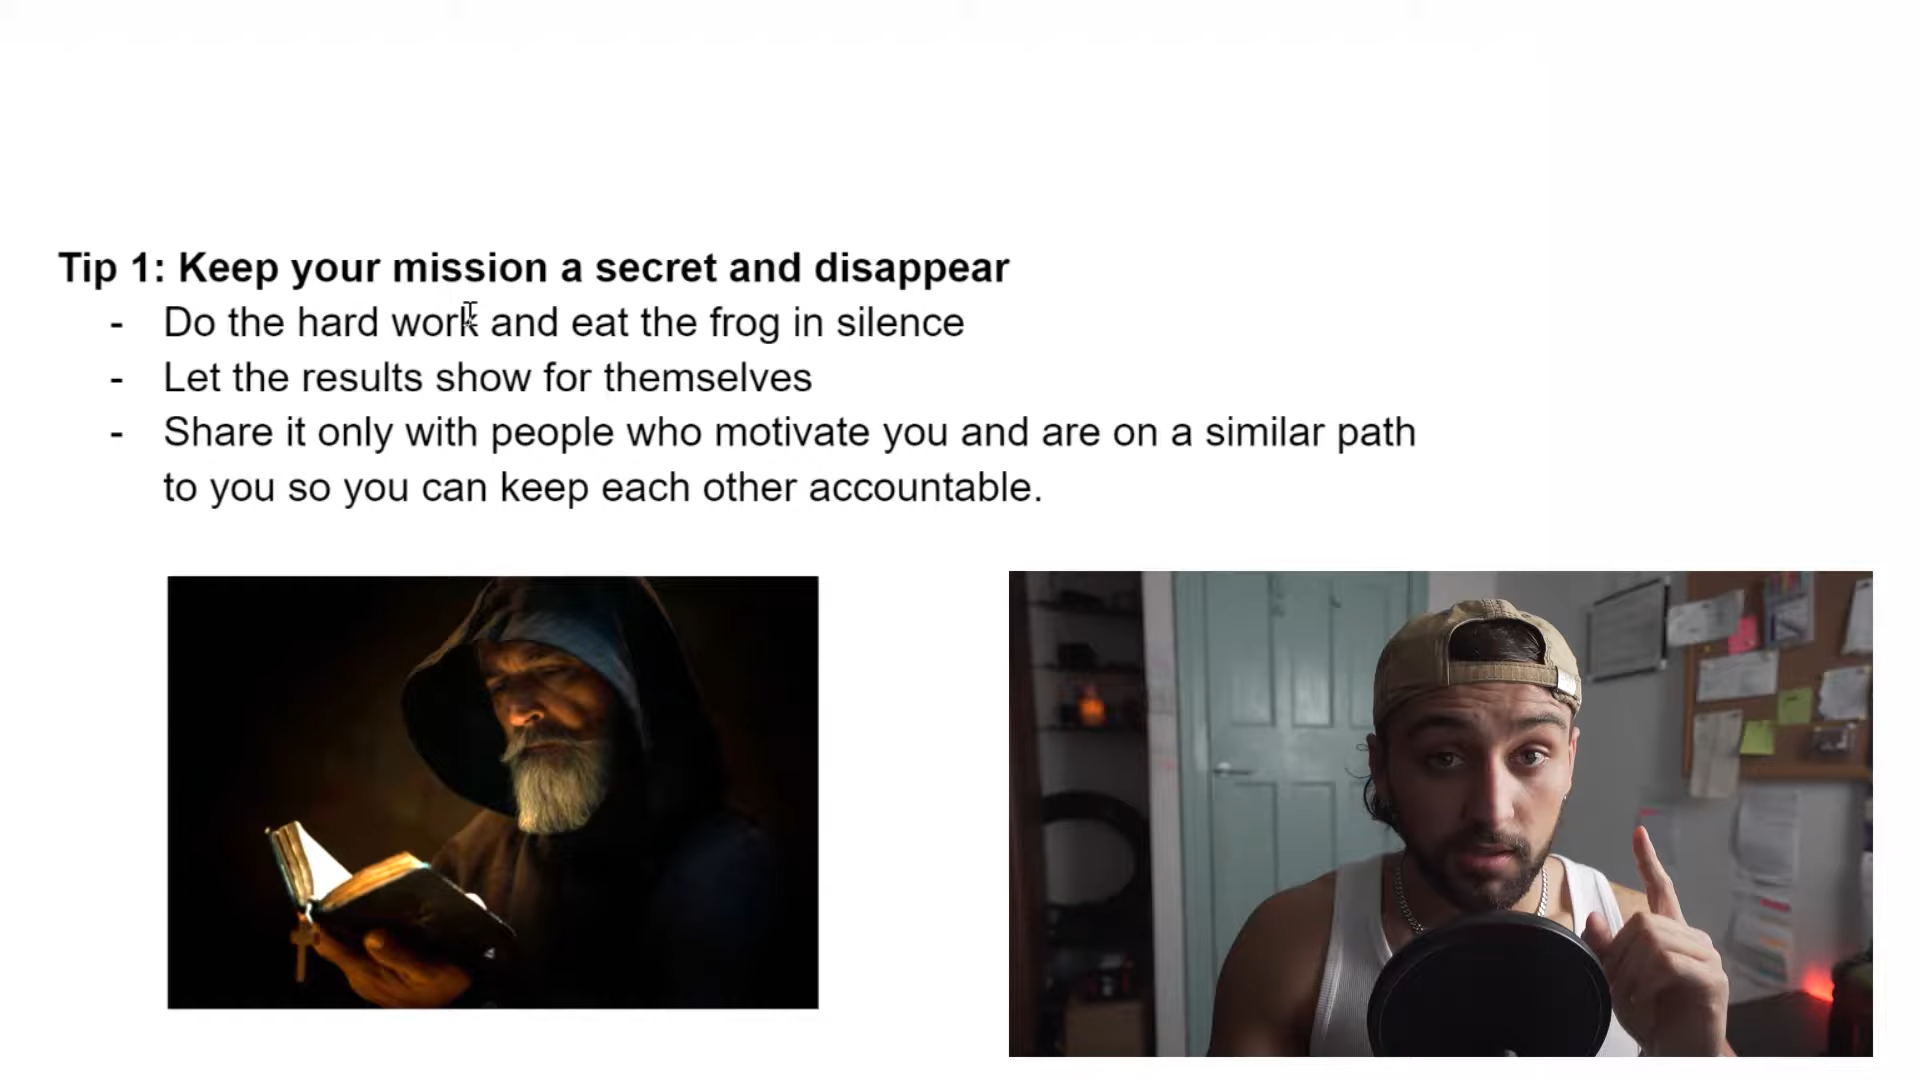 Tip 1: Keep your mission a secret and disappear
- Do the hard work and eat the frog in silence
- Let the results show for themselves
- Share it only with people who motivate you and are on a similar path
to you so you can keep each other accountable.